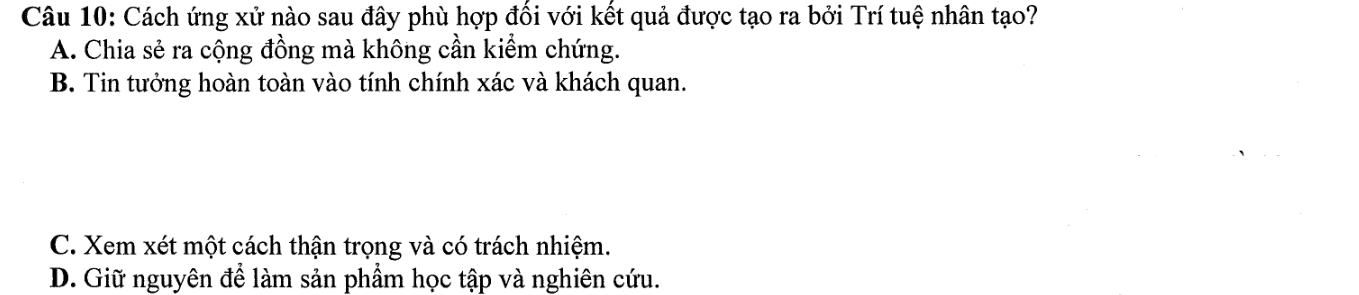 Câu 10: Cách ứng xử nào sau đây phù hợp đối với kết quả được tạo ra bởi Trí tuệ nhân tạo?
A. Chia sẻ ra cộng đồng mà không cần kiểm chứng.
B. Tin tưởng hoàn toàn vào tính chính xác và khách quan.
C. Xem xét một cách thận trọng và có trách nhiệm.
D. Giữ nguyên để làm sản phẩm học tập và nghiên cứu.